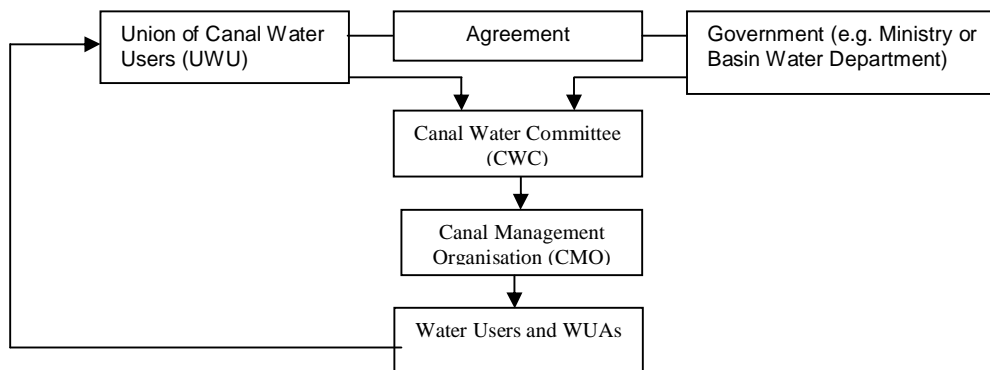 Union of Canal Water
Users (UWU)
Agreement
Government (e.g. Ministry or
Basin Water Department)
Canal Water Committee
(CWC)
Canal Management
Organisation (CMO)
Water Users and WUAs